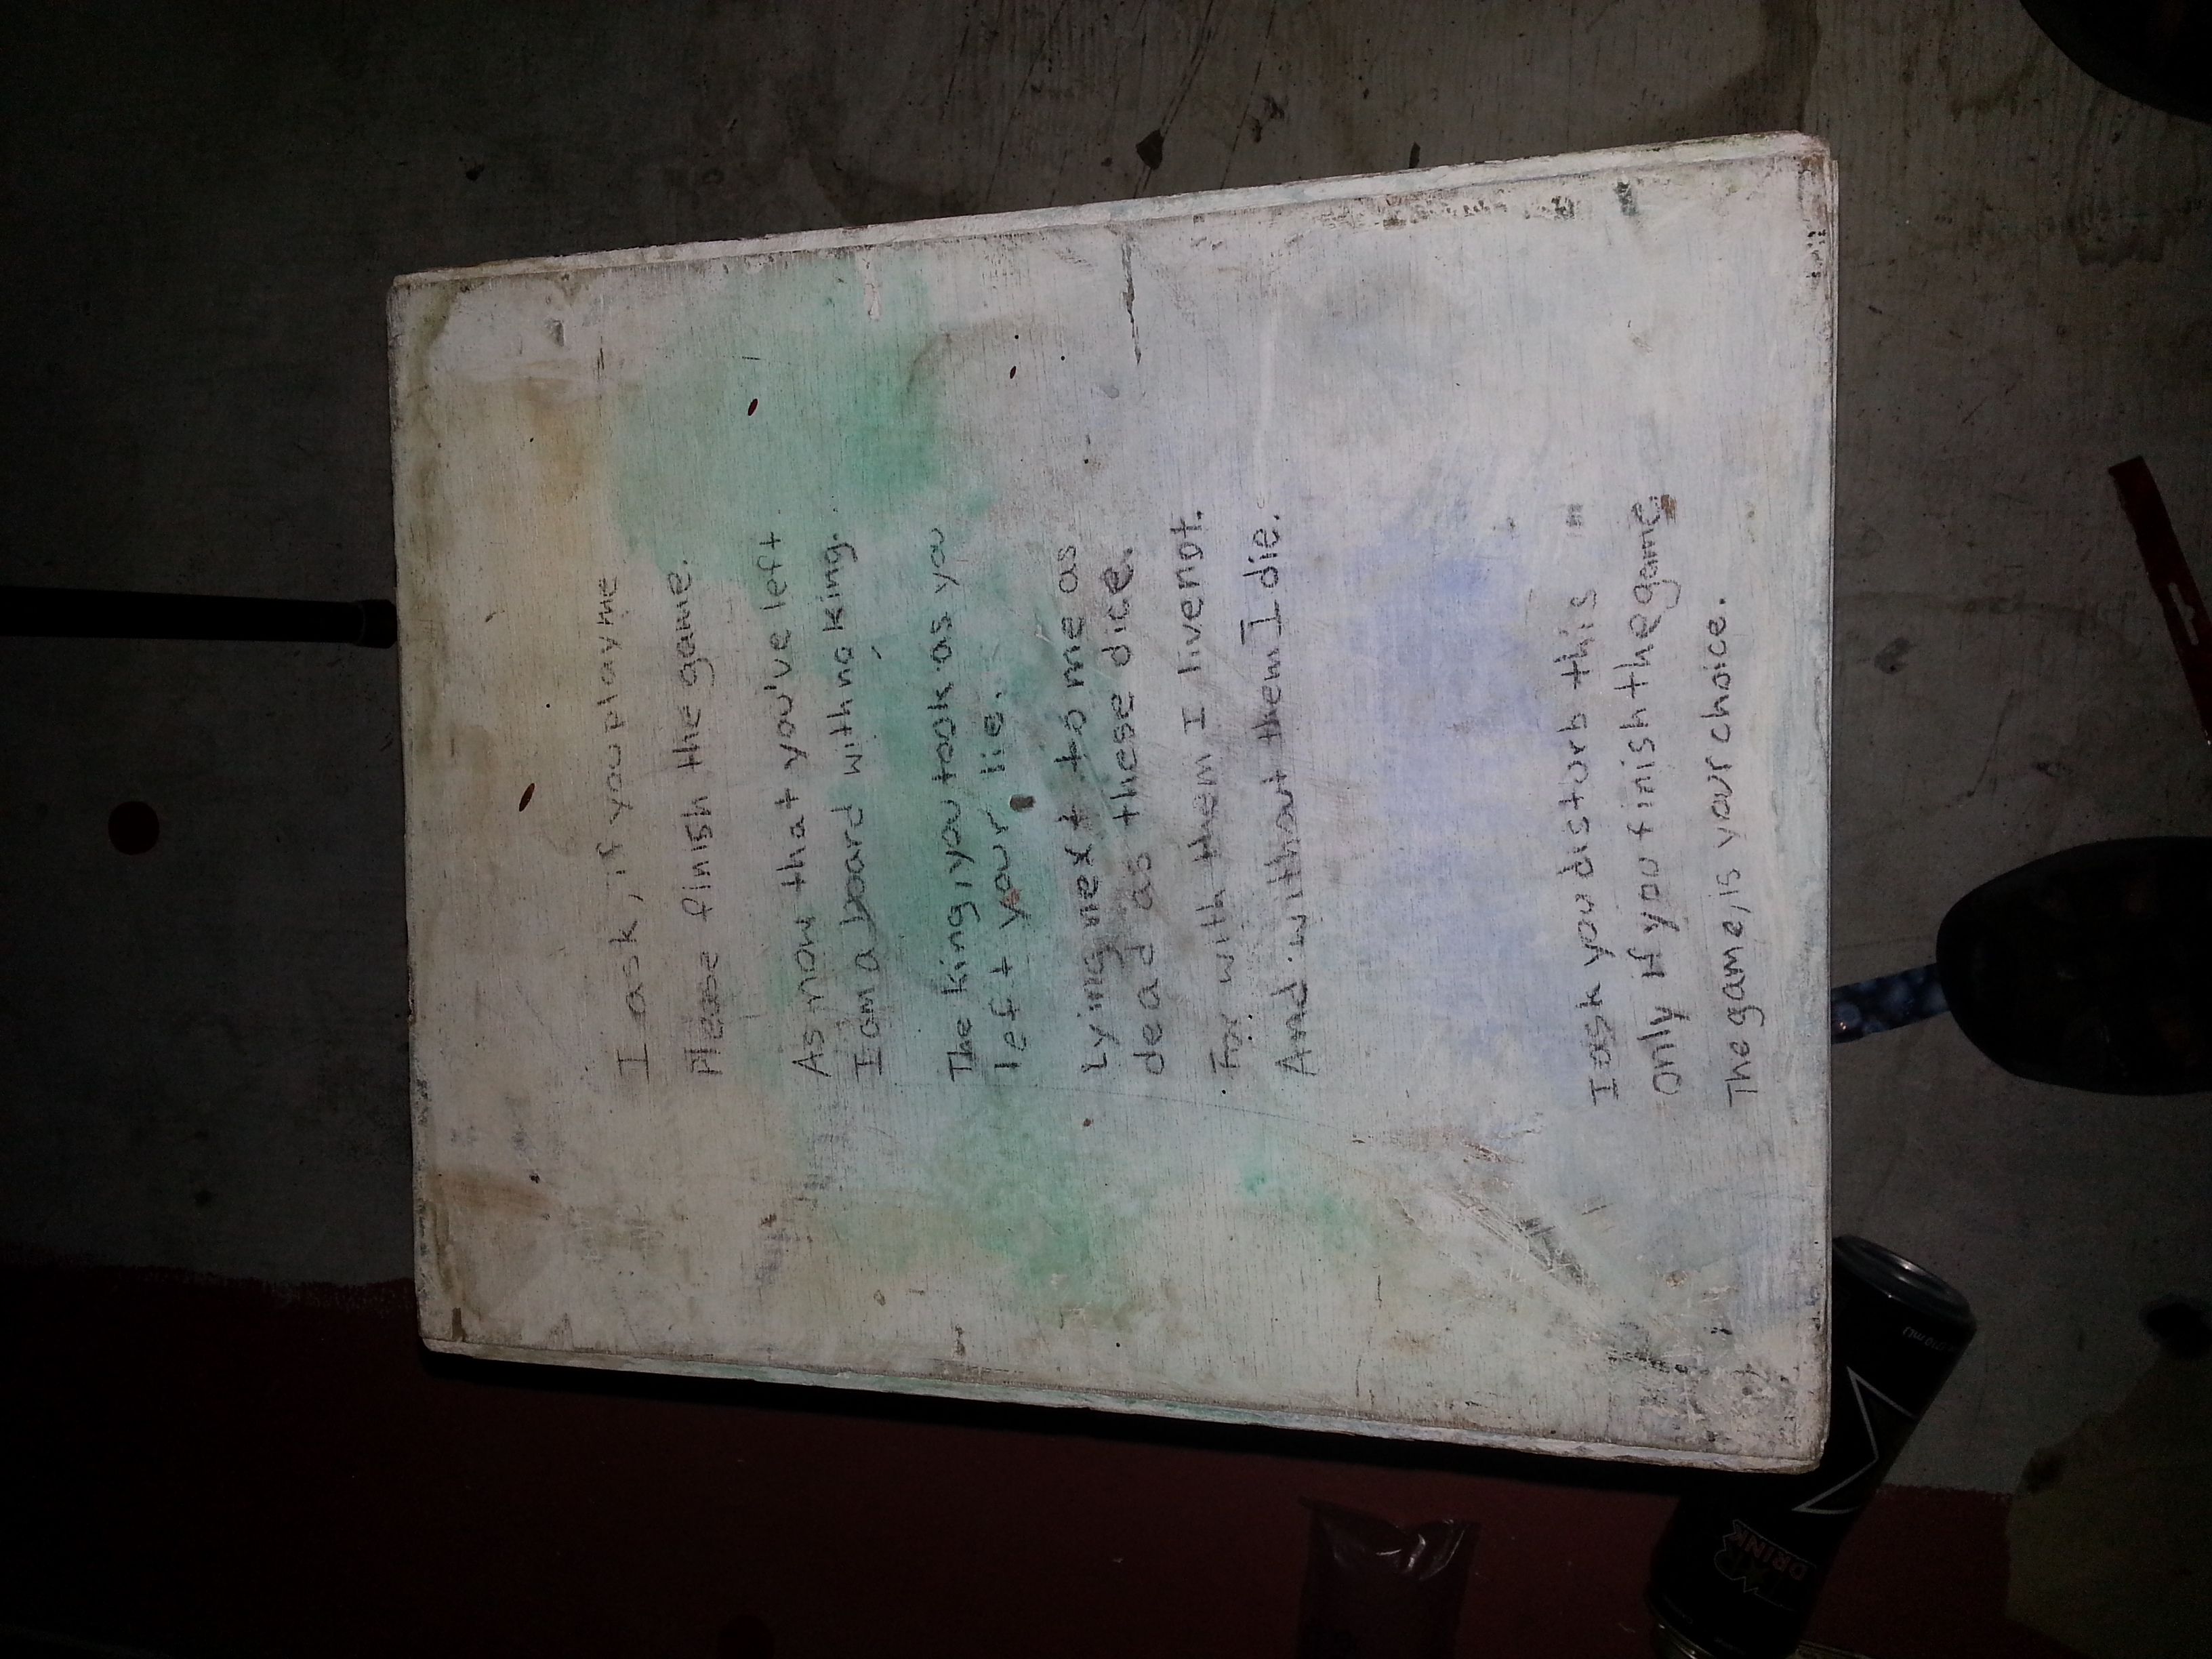 I ask, if you play me
Please finish the game.
As now that you've left
I am a board with no king.
The king, you took as you
left your lie.
Lying next to me as
dead as these dice.
For with them I live not.
And without them I die.
I ask you disturb this
only if you finish the game.
The game, is your choice.
DRINK